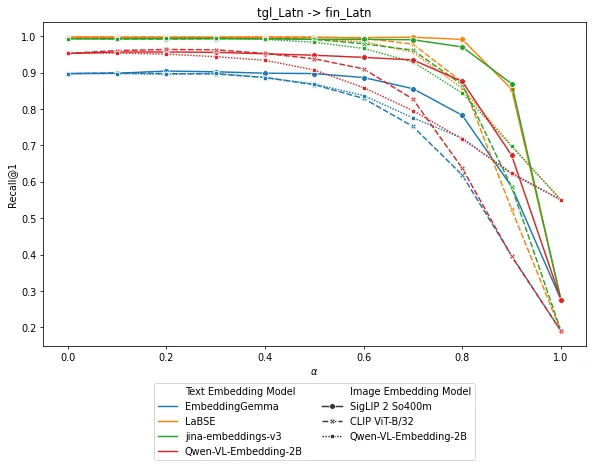 tgl_Latn -> fin_Latn
Recall@1
1.0
0.9
0.8
0.7
0.6
0.5
0.4
0.3
0.2
0.0 0.2 0.4 0.6 0.8 1.0
α
Text Embedding Model
EmbeddingGemma
LaBSE
jina-embeddings-v3
Qwen-VL-Embedding-2B
Image Embedding Model
SigLIP 2 So400m
CLIP ViT-B/32
Qwen-VL-Embedding-2B